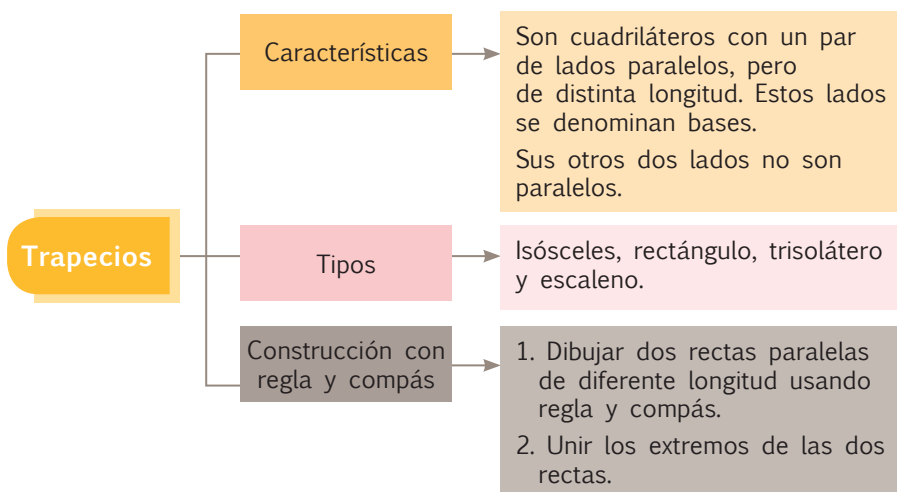 Trapecios
Características
Son cuadriláteros con un par
de lados paralelos, pero
de distinta longitud. Estos lados
se denominan bases.
Sus otros dos lados no son
paralelos.
Tipos
Isósceles, rectángulo, trisolátero
y escaleno.
Construcción con
regla y compás
1. Dibujar dos rectas paralelas
de diferente longitud usando
regla y compás.
2. Unir los extremos de las dos
rectas.